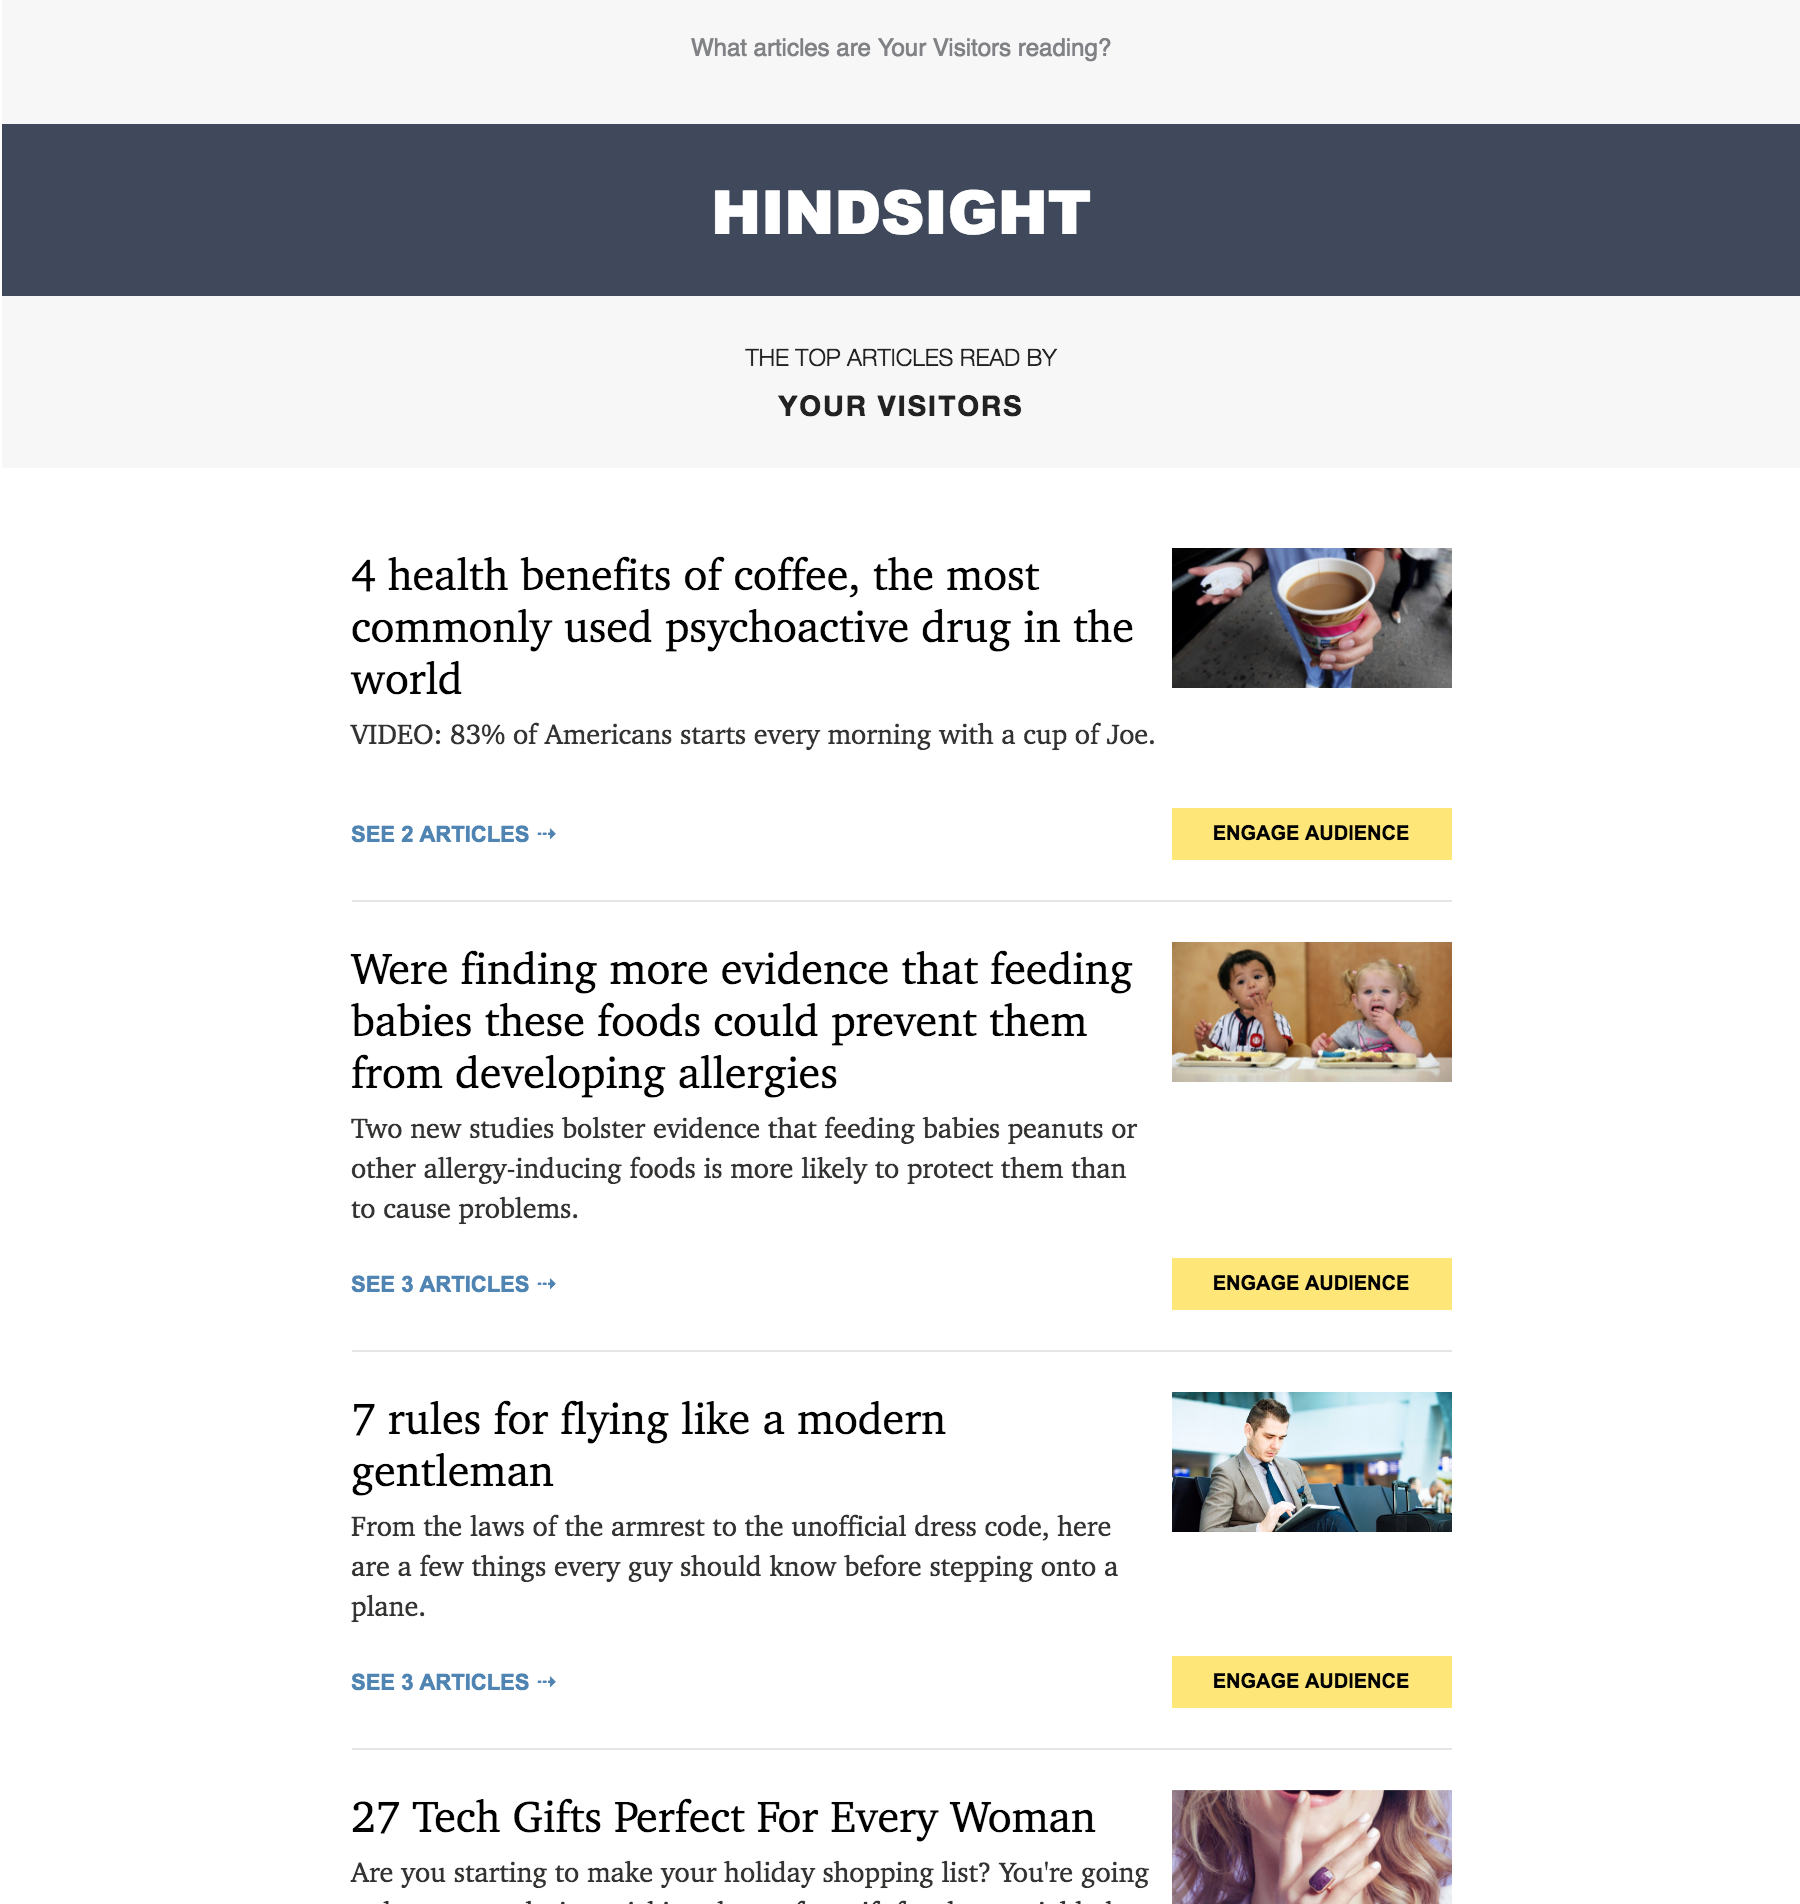 What articles are Your Visitors reading?
HINDSIGHT
THE TOP ARTICLES READ BY
YOUR VISITORS
4 health benefits of coffee, the most
commonly used psychoactive drug in the
world
VIDEO: 83% of Americans starts every morning with a cup of Joe.
SEE 2 ARTICLES ⇢
ENGAGE AUDIENCE
Were finding more evidence that feeding
babies these foods could prevent them
from developing allergies
Two new studies bolster evidence that feeding babies peanuts or
other allergy-inducing foods is more likely to protect them than
to cause problems.
SEE 3 ARTICLES ⇢
ENGAGE AUDIENCE
7 rules for flying like a modern
gentleman
From the laws of the armrest to the unofficial dress code, here
are a few things every guy should know before stepping onto a
plane.
SEE 3 ARTICLES ⇢
ENGAGE AUDIENCE
27 Tech Gifts Perfect For Every Woman
Are you starting to make your holiday shopping list? You're going